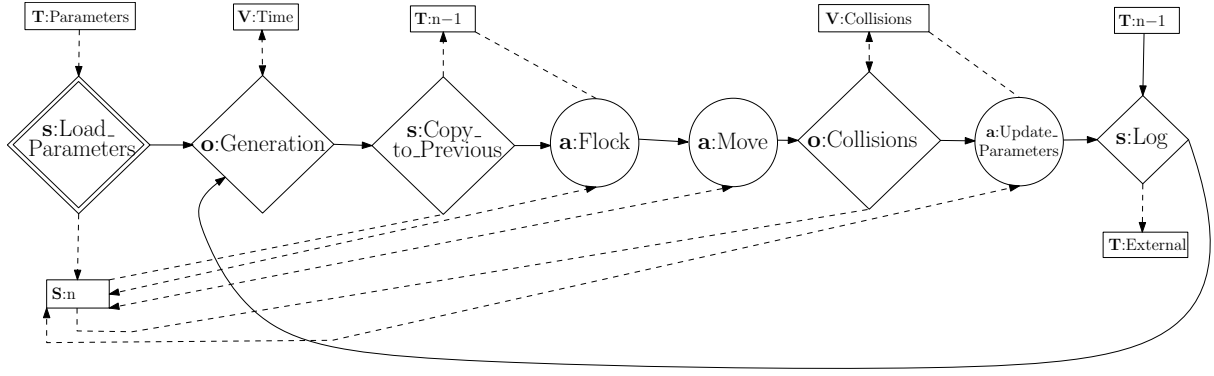 T:Parameters
V:Time
T:n−1
V:Collisions
T:n−1
s:Load_
Parameters
o:Generation
s:Copy_
to_Previous
a:Flock
a:Move
o:Collisions
a:Update_
Parameters
s:Log
S:n
T:External